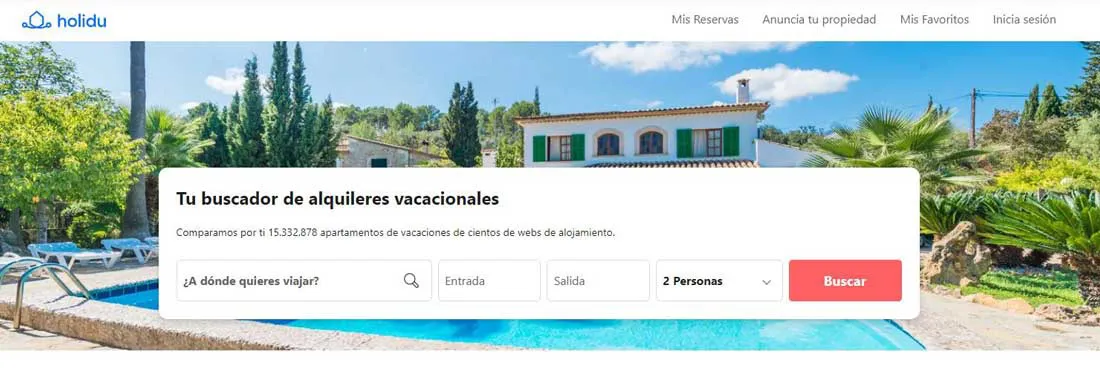 holidu
Mis Reservas
Anuncia tu propiedad
Mis Favoritos
Inicia sesión
Tu buscador de alquileres vacacionales
Comparamos por ti 15.332.878 apartamentos de vacaciones de cientos de webs de alojamiento.
¿A dónde quieres viajar?
Entrada
Salida
2 Personas
Buscar